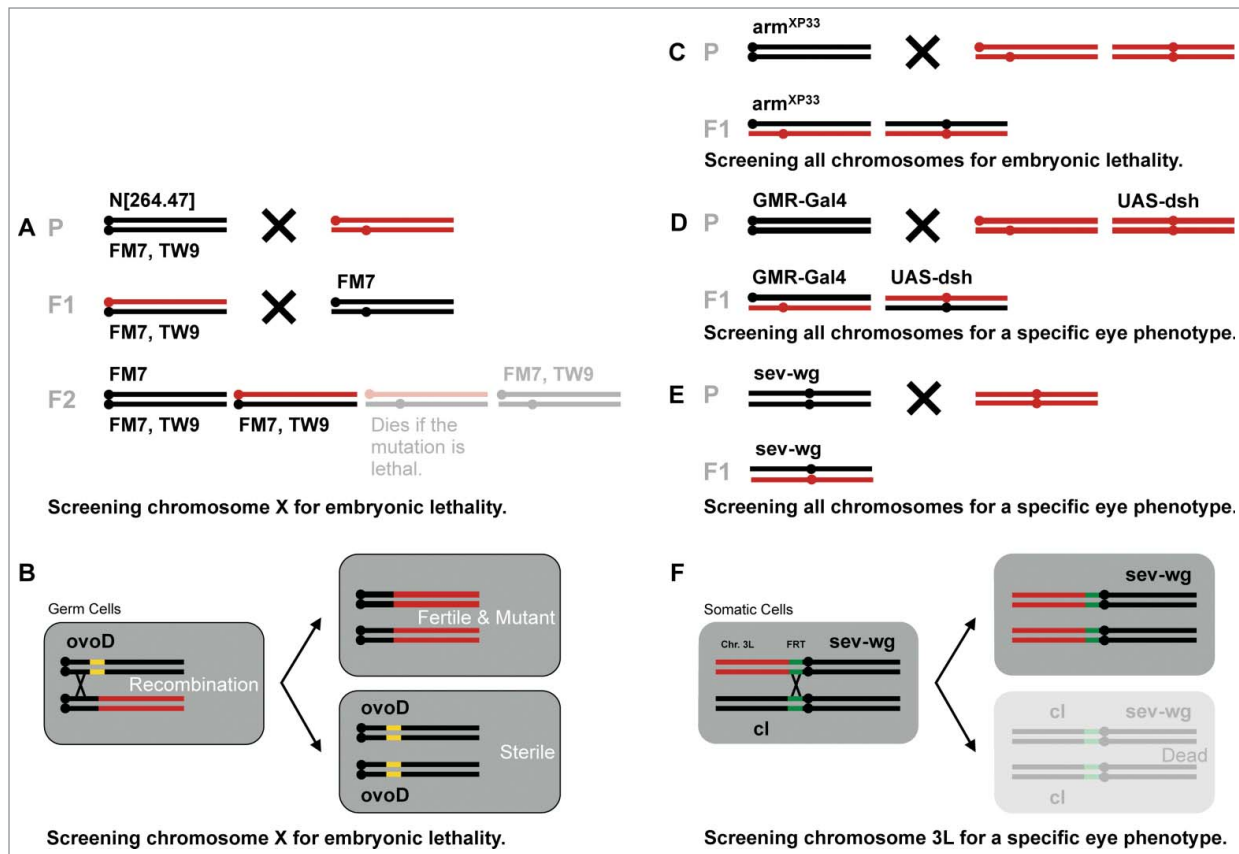 A
P
N[264.47]
FM7, TW9
F1
FM7
FM7, TW9
F2
FM7
FM7, TW9
FM7, TW9
Dies if the
mutation is
lethal.
FM7, TW9
Screening chromosome X for embryonic lethality.
B
Germ Cells
ovoD
Recombination
Fertile & Mutant
ovoD
Sterile
ovoD
Screening chromosome X for embryonic lethality.
C
P
armXP33
F1
armXP33
Screening all chromosomes for embryonic lethality.
D
P
GMR-Gal4
UAS-dsh
F1
GMR-Gal4
UAS-dsh
Screening all chromosomes for a specific eye phenotype.
E
P
sev-wg
F1
sev-wg
Screening all chromosomes for a specific eye phenotype.
F
Somatic Cells
Chr. 3L
FRT
sev-wg
cl
sev-wg
cl
sev-wg
Dead
cl
Screening chromosome 3L for a specific eye phenotype.